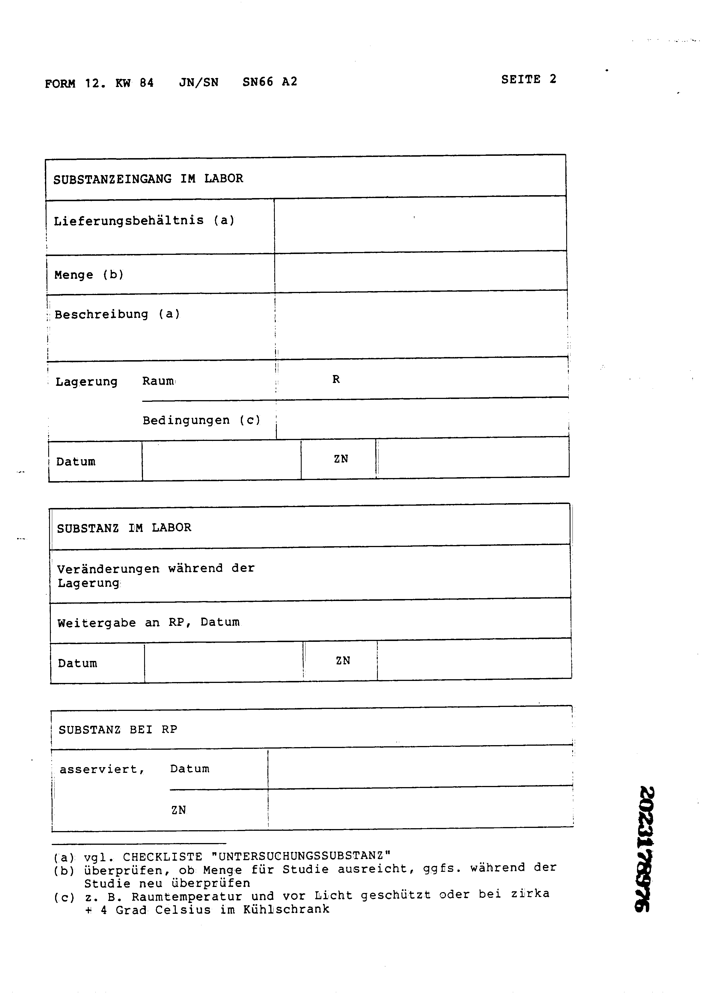 FORM 12. KW 84 JN/SN SN66 A2 SEITE 2
SUBSTANZEINGANG IM LABOR
Lieferungsbehältnis (a)
Menge (b)
Beschreibung (a)
Lagerung Raum R
Bedingungen (c)
Datum ZN
SUBSTANZ IM LABOR
Veränderungen während der
Lagerung
Weitergabe an RP, Datum
Datum ZN
SUBSTANZ BEI RP
asserviert, Datum
ZN
(a) vgl. CHECKLISTE "UNTERSUCHUNGSSUBSTANZ"
(b) überprüfen, ob Menge für Studie ausreicht, ggfs. während der
Studie neu überprüfen
(c) z. B. Raumtemperatur und vor Licht geschützt oder bei zirka
+ 4 Grad Celsius im Kühlschrank
2023178976